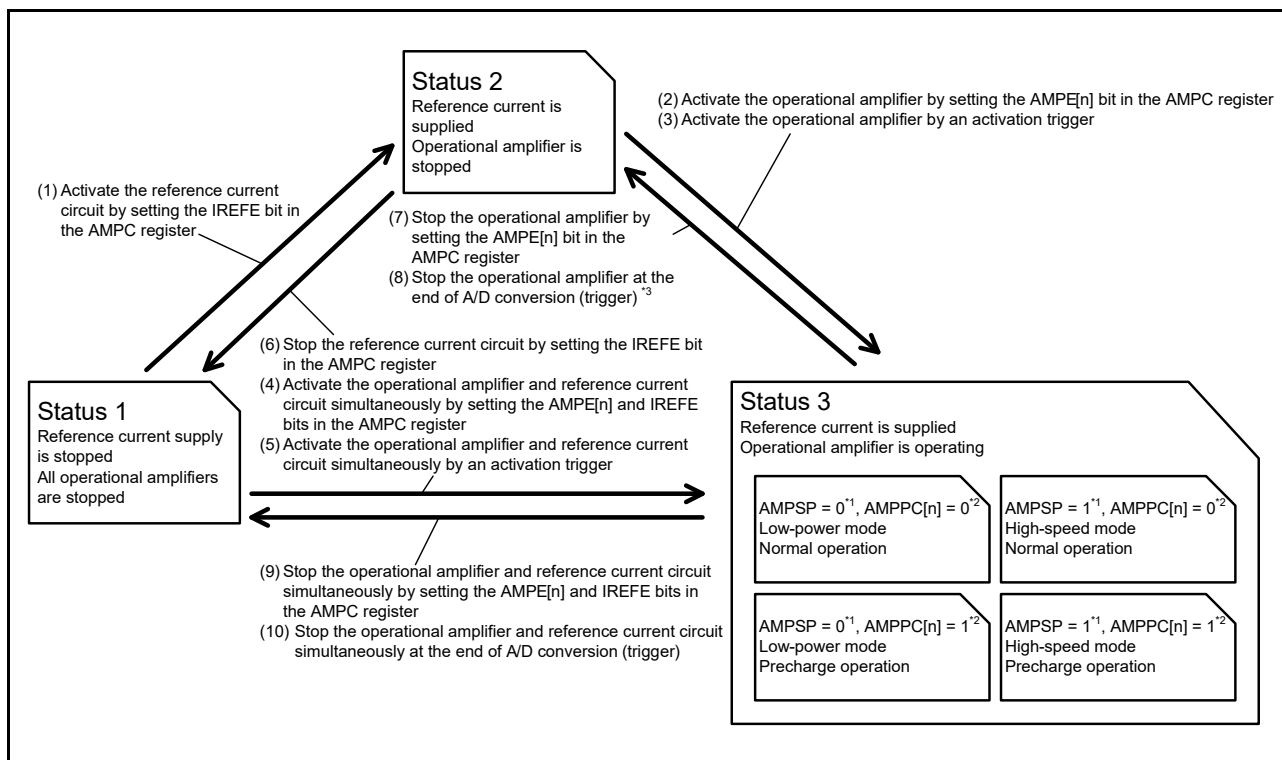 Status 2
Reference current is
supplied
Operational amplifier is
stopped
(2) Activate the operational amplifier by setting the AMPE[n] bit in the AMPC register
(3) Activate the operational amplifier by an activation trigger
(1) Activate the reference current
circuit by setting the IREFE bit in
the AMPC register
(7) Stop the operational amplifier by
setting the AMPE[n] bit in the
AMPC register
(8) Stop the operational amplifier at the
end of A/D conversion (trigger) *3
(6) Stop the reference current circuit by setting the IREFE bit
in the AMPC register
(4) Activate the operational amplifier and reference current
circuit simultaneously by setting the AMPE[n] and IREFE
bits in the AMPC register
(5) Activate the operational amplifier and reference current
circuit simultaneously by an activation trigger
Status 1
Reference current supply
is stopped
All operational amplifiers
are stopped
Status 3
Reference current is supplied
Operational amplifier is operating
AMPSP = 0*1, AMPPC[n] = 0*2
Low-power mode
Normal operation
AMPSP = 1*1, AMPPC[n] = 0*2
High-speed mode
Normal operation
AMPSP = 0*1, AMPPC[n] = 1*2
Low-power mode
Precharge operation
AMPSP = 1*1, AMPPC[n] = 1*2
High-speed mode
Precharge operation
(9) Stop the operational amplifier and reference current circuit
simultaneously by setting the AMPE[n] and IREFE bits in
the AMPC register
(10) Stop the operational amplifier and reference current circuit
simultaneously at the end of A/D conversion (trigger)